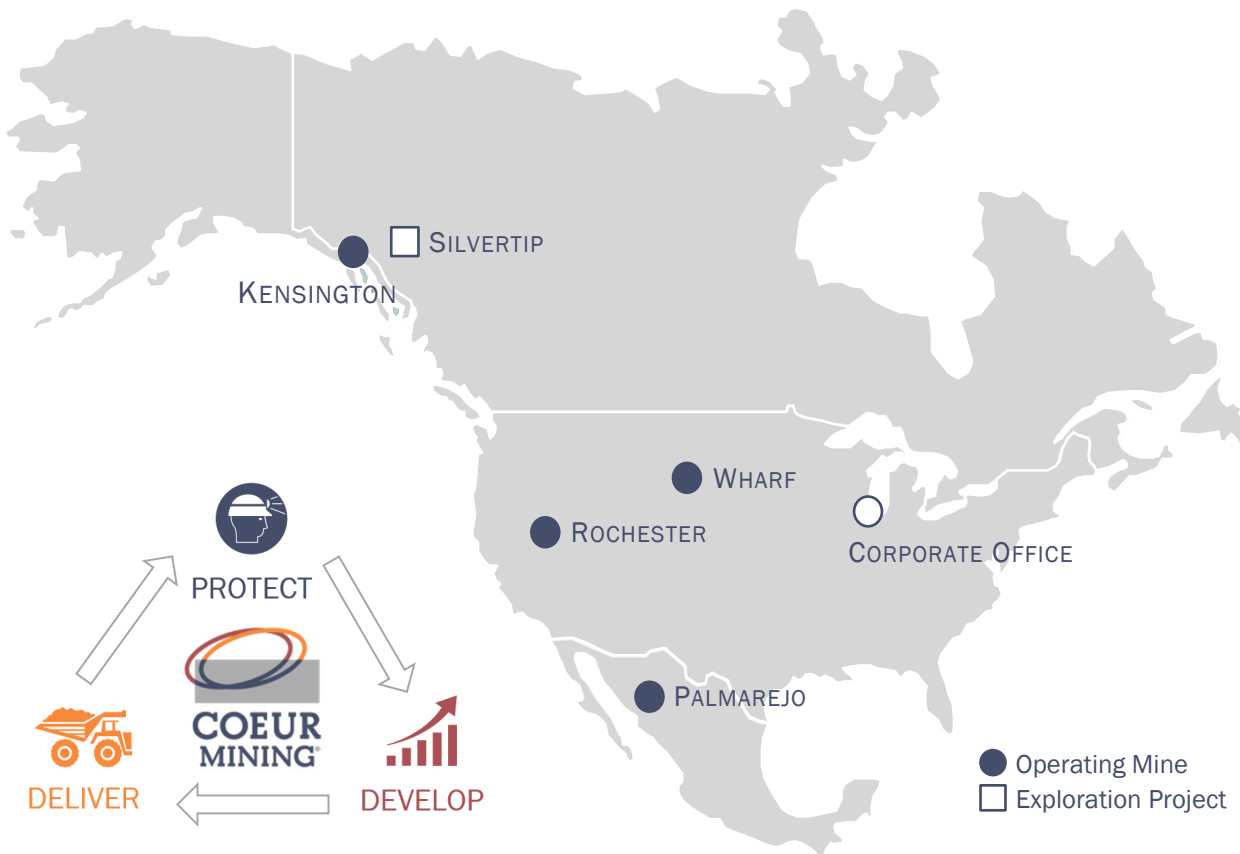 SILVERTIP
KENSINGTON
WHARF
ROCHESTER
CORPORATE OFFICE
PALMAREJO
PROTECT
COEUR
MINING®
DELIVER
DEVELOP
Operating Mine
Exploration Project